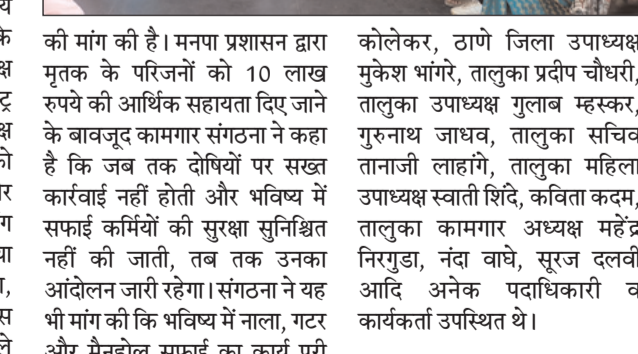 की मांग की है। मनपा प्रशासन द्वारा
मृतक के परिजनों को 10 लाख
रुपये की आर्थिक सहायता दिए जाने
के बावजूद कामगार संगठना ने कहा
है कि जब तक दोषियों पर सख्त
कार्रवाई नहीं होती और भविष्य में
सफाई कर्मियों की सुरक्षा सुनिश्चित
नहीं की जाती, तब तक उनका
आंदोलन जारी रहेगा। संगठना ने यह
भी मांग की कि भविष्य में नाला, गटर
और मैनहोल सफाई का कार्य पूरी
कोलेकर, ठाणे जिला उपाध्यक्ष
मुकेश भांगरे, तालुका प्रदीप चौधरी,
तालुका उपाध्यक्ष गुलाब म्हस्कर,
गुरुनाथ जाधव, तालुका सचिव
तानाजी लाहांगे, तालुका महिला
उपाध्यक्ष स्वाती शिंदे, कविता कदम,
तालुका कामगार अध्यक्ष महेंद्र
निरगुडा, नंदा वाघे, सूरज दलवी
आदि अनेक पदाधिकारी व
कार्यकर्ता उपस्थित थे।